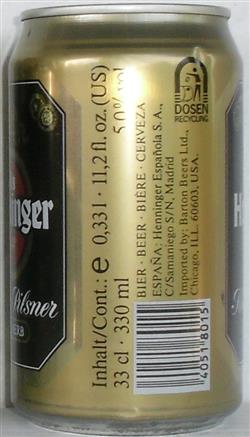 nger
Pilsner
DOSEN
RECYCLING
Inhalt/Cont.: e 0,33 l · 11,2 fl. oz. (US)
33 cl · 330 ml 5,0% vol
BIER · BEER · BIÈRE · CERVEZA
ESPAÑA: Henninger Española S.A.,
C/Samaniego S/N, Madrid
Imported by: Barton Beers Ltd.,
Chicago, ILL. 60603, USA.
4051 8015
H